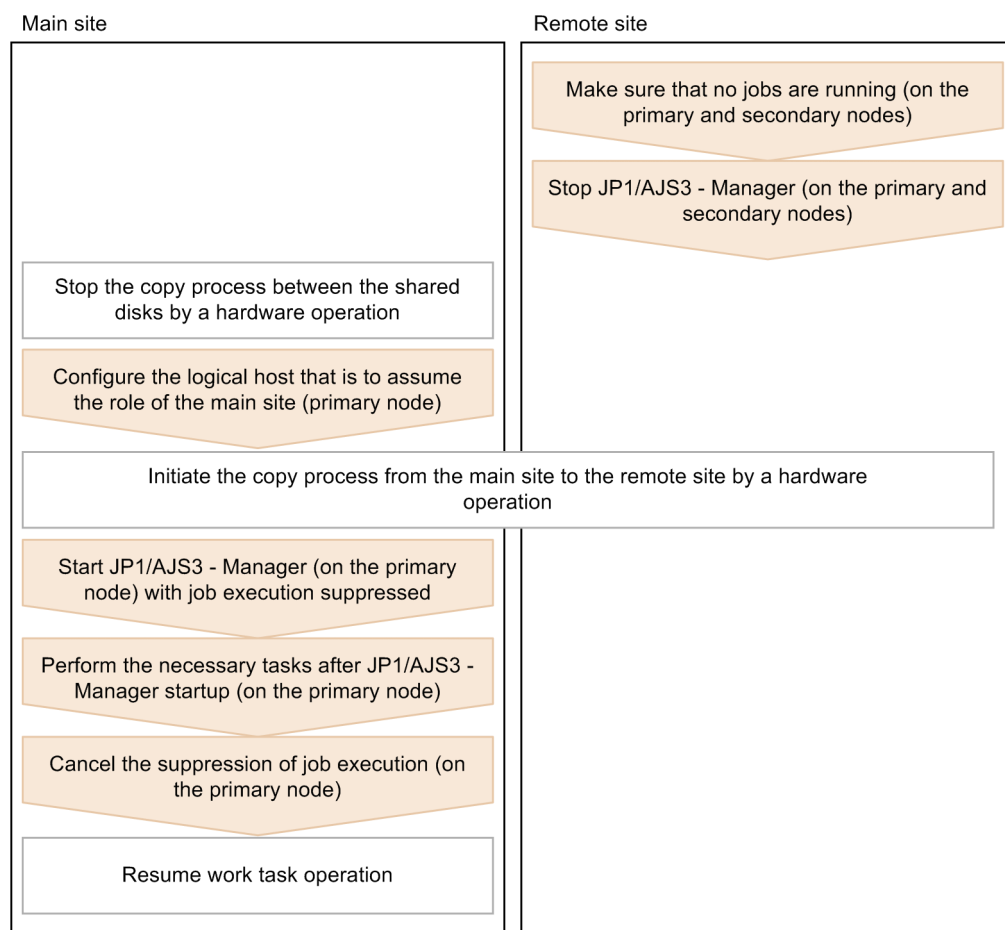 Main site
Remote site
Make sure that no jobs are running (on the
primary and secondary nodes)
Stop JP1/AJS3 - Manager (on the primary and
secondary nodes)
Stop the copy process between the shared
disks by a hardware operation
Configure the logical host that is to assume
the role of the main site (primary node)
Initiate the copy process from the main site to the remote site by a hardware
operation
Start JP1/AJS3 - Manager (on the primary
node) with job execution suppressed
Perform the necessary tasks after JP1/AJS3 -
Manager startup (on the primary node)
Cancel the suppression of job execution (on
the primary node)
Resume work task operation